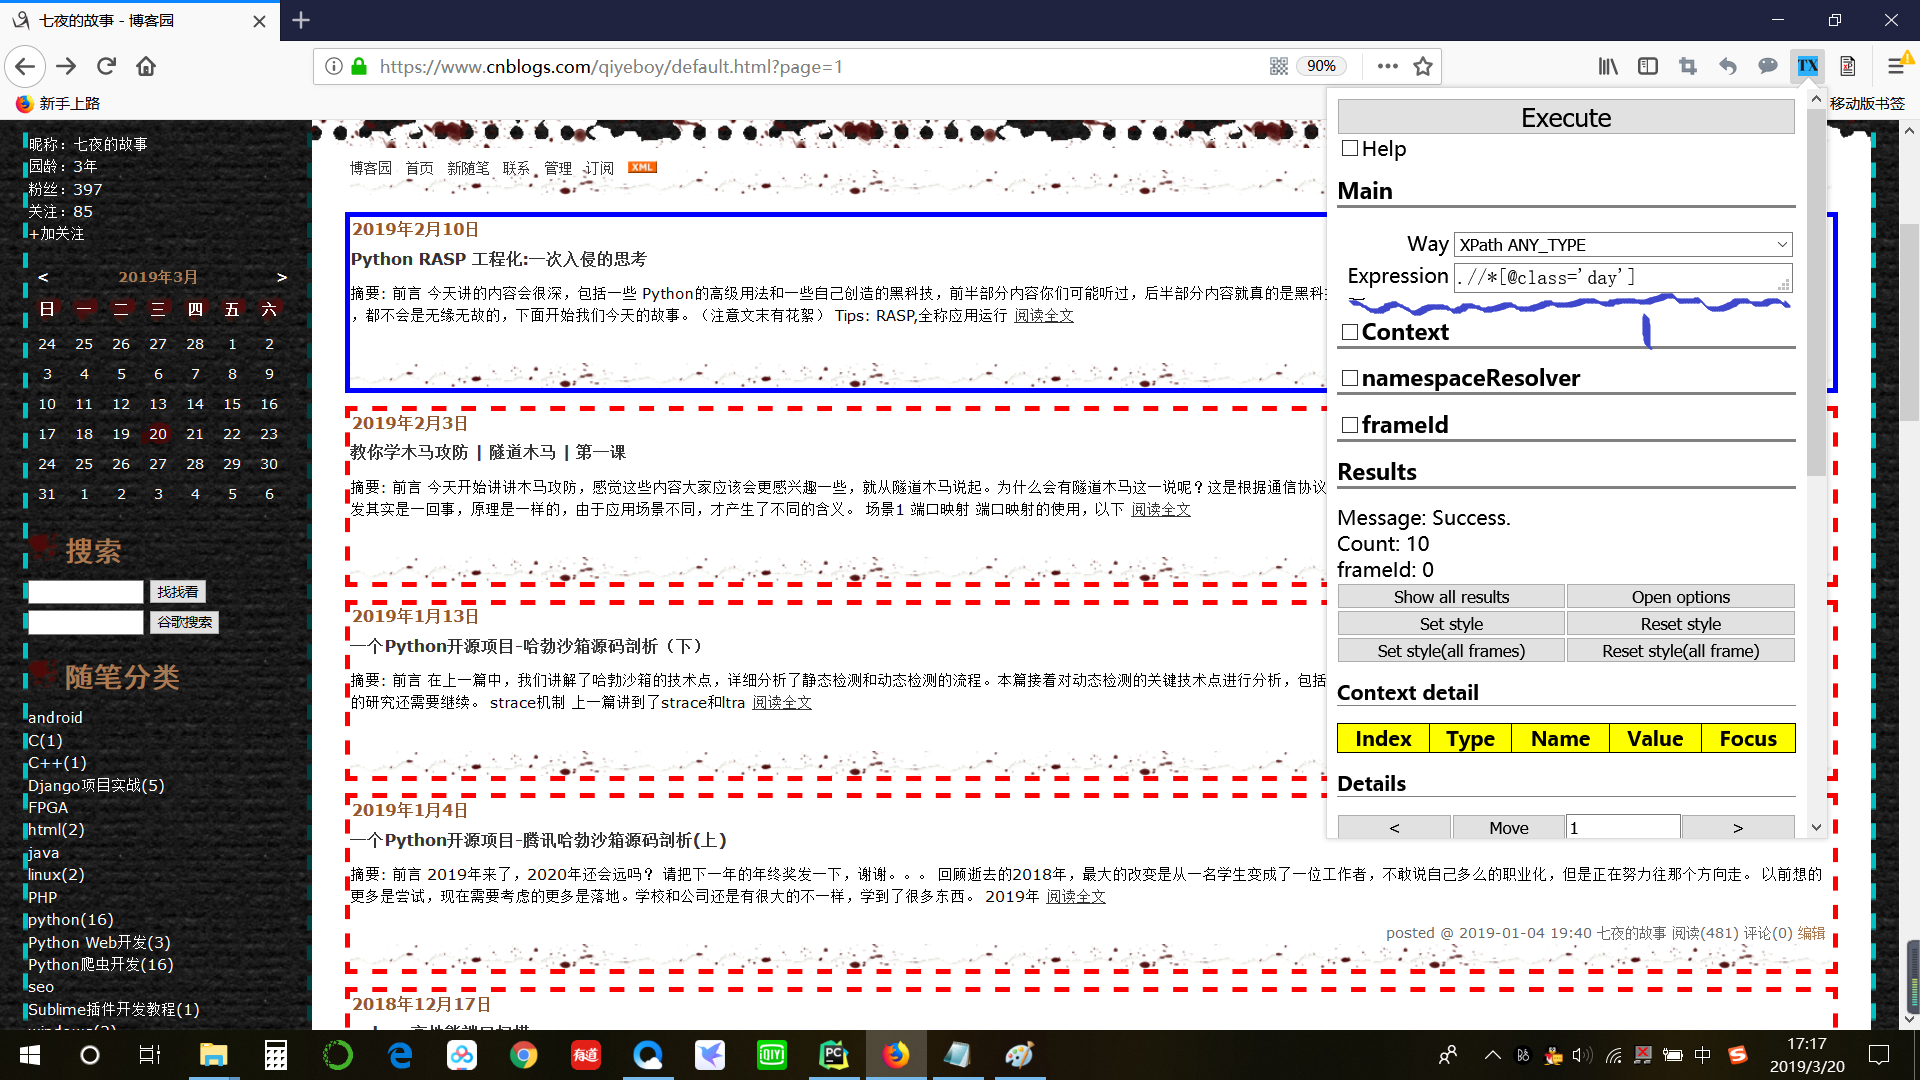 七夜的故事 - 博客园
https://www.cnblogs.com/qiyeboy/default.html?page=1
90%
TX
新手上路
移动版书签
昵称：七夜的故事
园龄：3年
粉丝：397
关注：85
+加关注
< 2019年3月 >
日 一 二 三 四 五 六
24 25 26 27 28 1 2
3 4 5 6 7 8 9
10 11 12 13 14 15 16
17 18 19 20 21 22 23
24 25 26 27 28 29 30
31 1 2 3 4 5 6
搜索
找找看
谷歌搜索
随笔分类
android
C(1)
C++(1)
Django项目实战(5)
FPGA
html(2)
java
linux(2)
PHP
python(16)
Python Web开发(3)
Python爬虫开发(16)
seo
Sublime插件开发教程(1)
博客园 首页 新随笔 联系 管理 订阅 XML
2019年2月10日
Python RASP 工程化:一次入侵的思考
摘要: 前言 今天讲的内容会很深，包括一些 Python的高级用法和一些自己创造的黑科技，前半部分内容你们可能听过，后半部分内容就真的是黑科
，都不会是无缘无故的，下面开始我们今天的故事。（注意文末有花絮） Tips: RASP,全称应用运行 阅读全文
2019年2月3日
教你学木马攻防 | 隧道木马 | 第一课
摘要: 前言 今天开始讲讲木马攻防，感觉这些内容大家应该会更感兴趣一些，就从隧道木马说起。为什么会有隧道木马这一说呢？这是根据通信协议
发其实是一回事，原理是一样的，由于应用场景不同，才产生了不同的含义。 场景1 端口映射 端口映射的使用，以下 阅读全文
2019年1月13日
一个Python开源项目-哈勃沙箱源码剖析（下）
摘要: 前言 在上一篇中，我们讲解了哈勃沙箱的技术点，详细分析了静态检测和动态检测的流程。本篇接着对动态检测的关键技术点进行分析，包括
的研究还需要继续。 strace机制 上一篇讲到了strace和ltra 阅读全文
2019年1月4日
一个Python开源项目-腾讯哈勃沙箱源码剖析(上)
摘要: 前言 2019年来了，2020年还会远吗？ 请把下一年的年终奖发一下，谢谢。。。 回顾逝去的2018年，最大的改变是从一名学生变成了一位工作者，不敢说自己多么的职业化，但是正在努力往那个方向走。 以前想的
更多是尝试，现在需要考虑的更多是落地。学校和公司还是有很大的不一样，学到了很多东西。 2019年 阅读全文
posted @ 2019-01-04 19:40 七夜的故事 阅读(481) 评论(0) 编辑
2018年12月17日
Execute
Help
Main
Way XPath ANY_TYPE
Expression .//*[@class='day']
Context
namespaceResolver
frameId
Results
Message: Success.
Count: 10
frameId: 0
Show all results Open options
Set style Reset style
Set style(all frames) Reset style(all frame)
Context detail
Index Type Name Value Focus
Details
< Move 1 >
有道
iQIYI
PC
中
17:17
2019/3/20